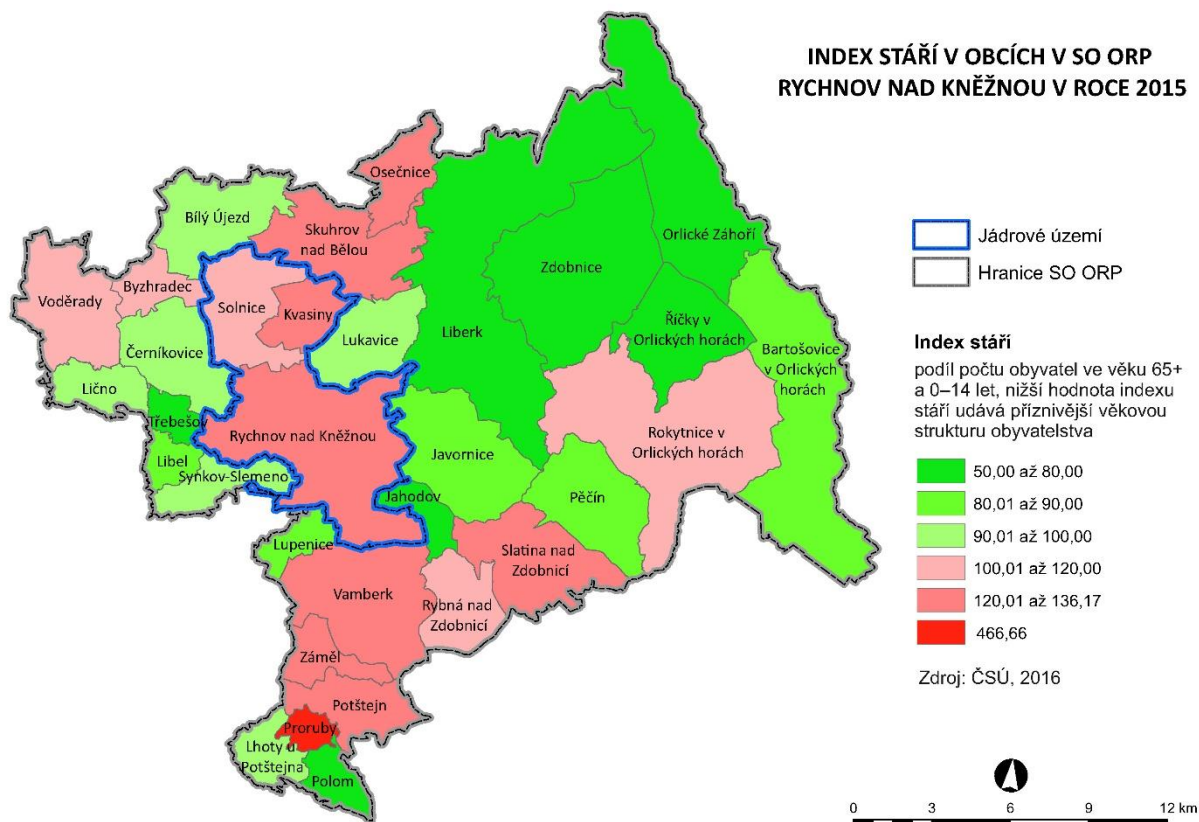 INDEX STÁŘÍ V OBCÍCH V SO ORP
RYCHNOV NAD KNĚŽNOU V ROCE 2015
Osečnice
Bílý Újezd
Skuhrov
nad Bělou
Orlické Záhoří
Zdobnice
Voděrady
Byzhradec
Solnice
Kvasiny
Lukavice
Liberk
Říčky v
Orlických horách
Bartošovice
v Orlických
horách
Černíkovice
Lično
Třebešov
Rychnov nad Kněžnou
Rokytnice v
Orlických horách
Javornice
Libel
Synkov-Slemeno
Jahodov
Pěčín
Lupenice
Slatina nad
Zdobnicí
Vamberk
Rybná nad
Zdobnicí
Záměl
Potštejn
Proruby
Lhoty u
Potštejna
Polom
Jádrové území
Hranice SO ORP
Index stáří
podíl počtu obyvatel ve věku 65+
a 0–14 let, nižší hodnota indexu
stáří udává příznivější věkovou
strukturu obyvatelstva
50,00 až 80,00
80,01 až 90,00
90,01 až 100,00
100,01 až 120,00
120,01 až 136,17
466,66
Zdroj: ČSÚ, 2016
0 3 6 9 12 km